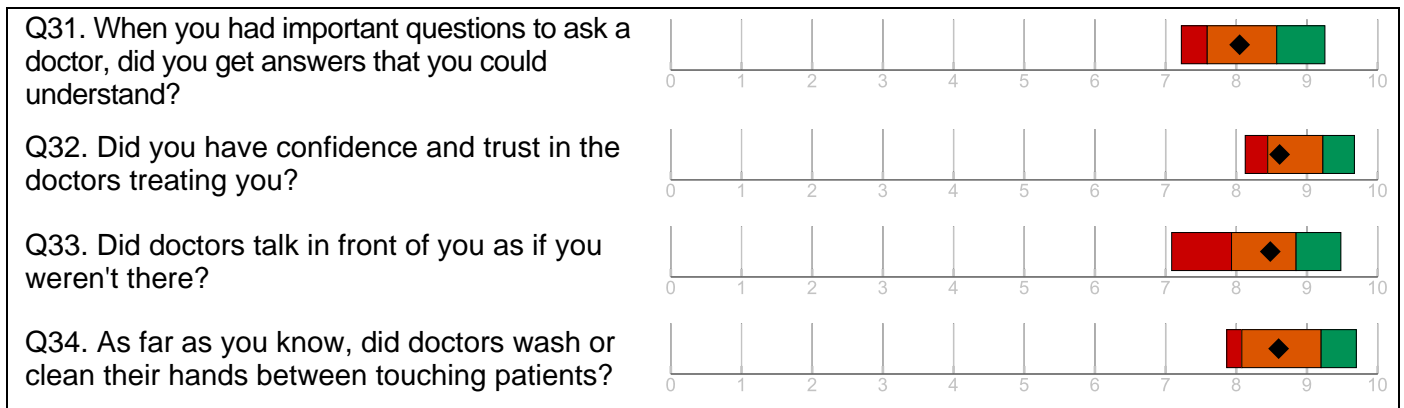 Q31. When you had important questions to ask a
doctor, did you get answers that you could
understand?
0 1 2 3 4 5 6 7 8 9 10
Q32. Did you have confidence and trust in the
doctors treating you?
0 1 2 3 4 5 6 7 8 9 10
Q33. Did doctors talk in front of you as if you
weren't there?
0 1 2 3 4 5 6 7 8 9 10
Q34. As far as you know, did doctors wash or
clean their hands between touching patients?
0 1 2 3 4 5 6 7 8 9 10